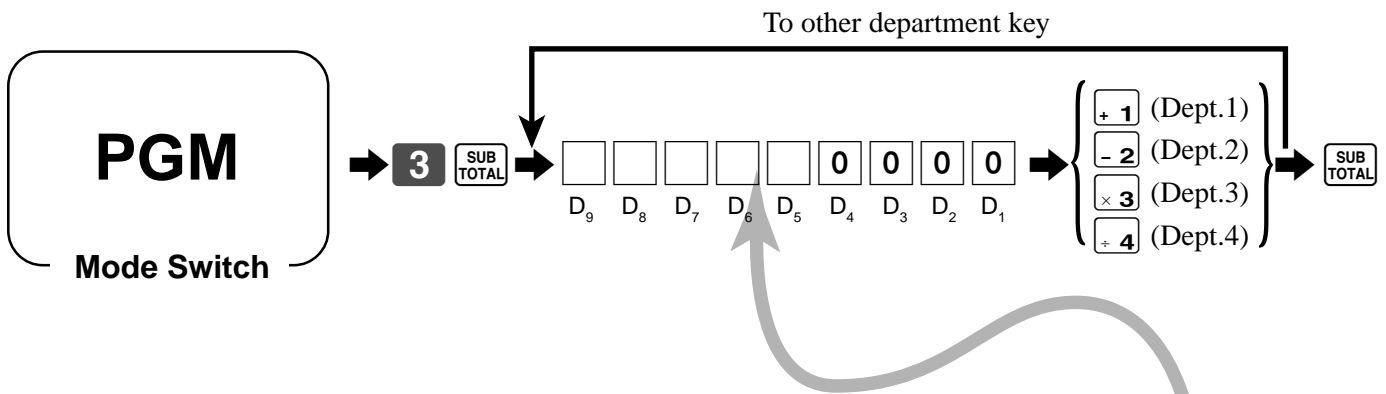 To other department key
PGM
Mode Switch
3 SUB TOTAL
0 0 0 0
D9 D8 D7 D6 D5 D4 D3 D2 D1
+ 1 (Dept.1)
- 2 (Dept.2)
× 3 (Dept.3)
÷ 4 (Dept.4)
SUB TOTAL